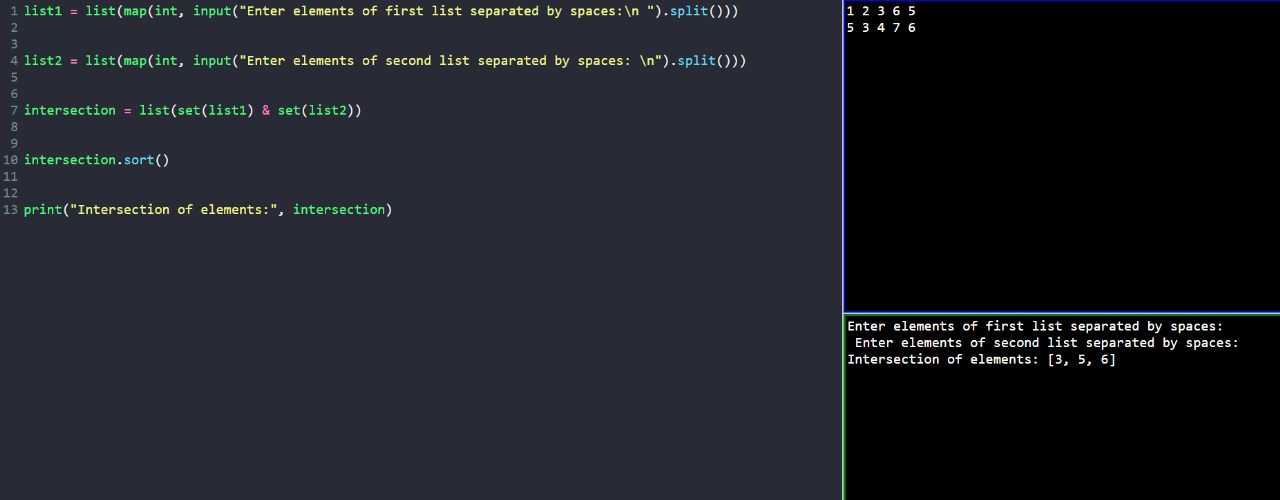 1 list1 = list(map(int, input("Enter elements of first list separated by spaces:\n ").split()))
2
3
4 list2 = list(map(int, input("Enter elements of second list separated by spaces: \n").split()))
5
6
7 intersection = list(set(list1) & set(list2))
8
9
10 intersection.sort()
11
12
13 print("Intersection of elements:", intersection)
1 2 3 6 5
5 3 4 7 6
Enter elements of first list separated by spaces:
 Enter elements of second list separated by spaces:
Intersection of elements: [3, 5, 6]